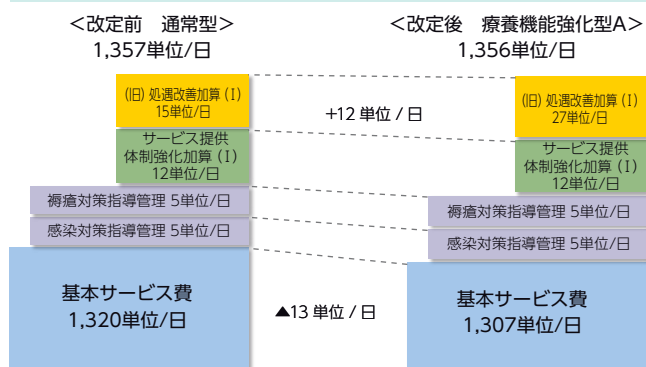 <改定前　通常型>
1,357単位/日
(旧) 処遇改善加算 (Ⅰ)
15単位/日
サービス提供
体制強化加算 (Ⅰ)
12単位/日
褥瘡対策指導管理 5単位/日
感染対策指導管理 5単位/日
基本サービス費
1,320単位/日
+12 単位 / 日
▲13 単位 / 日
<改定後　療養機能強化型A>
1,356単位/日
(旧) 処遇改善加算 (Ⅰ)
27単位/日
サービス提供
体制強化加算 (Ⅰ)
12単位/日
褥瘡対策指導管理 5単位/日
感染対策指導管理 5単位/日
基本サービス費
1,307単位/日